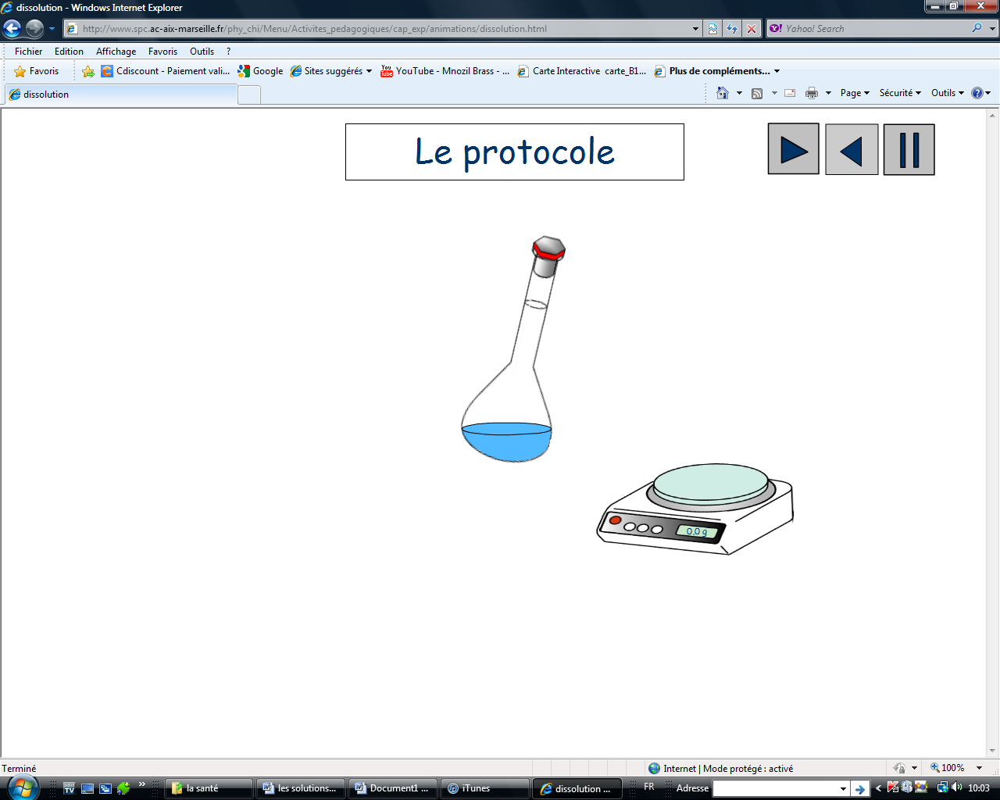 dissolution - Windows Internet Explorer
http://www.spc.ac-aix-marseille.fr/phy_chi/Menu/Activites_pedagogiques/cap_exp/animations/dissolution.html
Yahoo! Search
Fichier Edition Affichage Favoris Outils ?
Favoris Cdiscount - Paiement vali... Google Sites suggérés YouTube - Mnozil Brass - ... Carte Interactive carte_B1... Plus de compléments...
dissolution Page Sécurité Outils
Le protocole
0,0 g
Terminé Internet | Mode protégé : activé 100%
la santé les solutions... Document1 ... iTunes dissolution ... FR Adresse 10:03